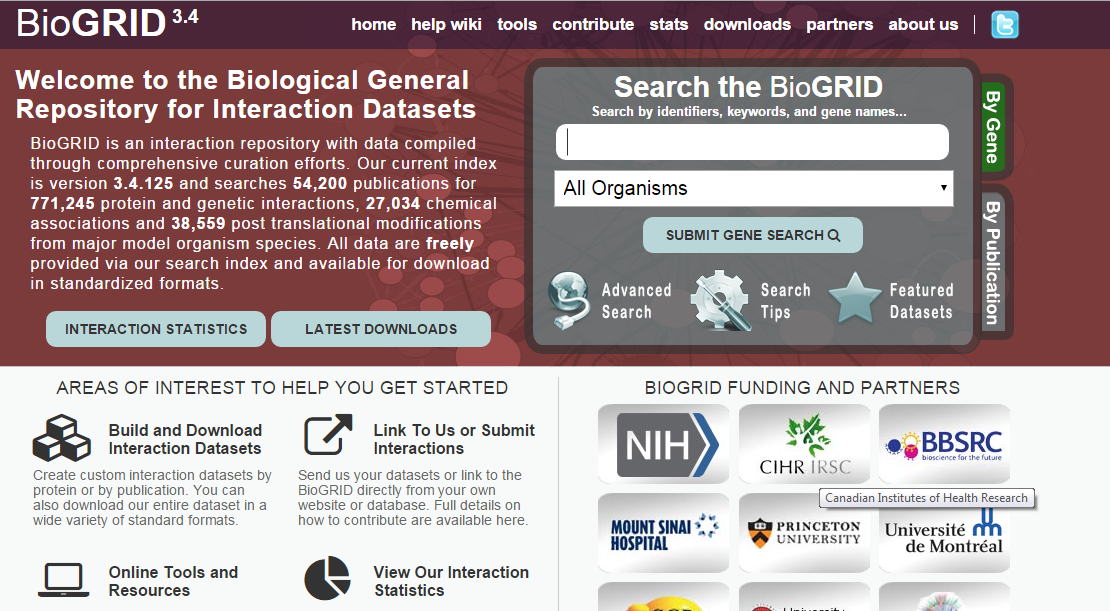 BioGRID 3.4
home help wiki tools contribute stats downloads partners about us
Welcome to the Biological General
Repository for Interaction Datasets
BioGRID is an interaction repository with data compiled
through comprehensive curation efforts. Our current index
is version 3.4.125 and searches 54,200 publications for
771,245 protein and genetic interactions, 27,034 chemical
associations and 38,559 post translational modifications
from major model organism species. All data are freely
provided via our search index and available for download
in standardized formats.
INTERACTION STATISTICS
LATEST DOWNLOADS
Search the BioGRID
Search by identifiers, keywords, and gene names...
All Organisms
SUBMIT GENE SEARCH
Advanced
Search
Search
Tips
Featured
Datasets
By Gene
By Publication
AREAS OF INTEREST TO HELP YOU GET STARTED
Build and Download
Interaction Datasets
Create custom interaction datasets by
protein or by publication. You can
also download our entire dataset in a
wide variety of standard formats.
Link To Us or Submit
Interactions
Send us your datasets or link to the
BioGRID directly from your own
website or database. Full details on
how to contribute are available here.
Online Tools and
Resources
View Our Interaction
Statistics
BIOGRID FUNDING AND PARTNERS
NIH
CIHR IRSC
BBSRC
bioscience for the future
Canadian Institutes of Health Research
MOUNT SINAI
HOSPITAL
PRINCETON
UNIVERSITY
Université
de Montréal
University